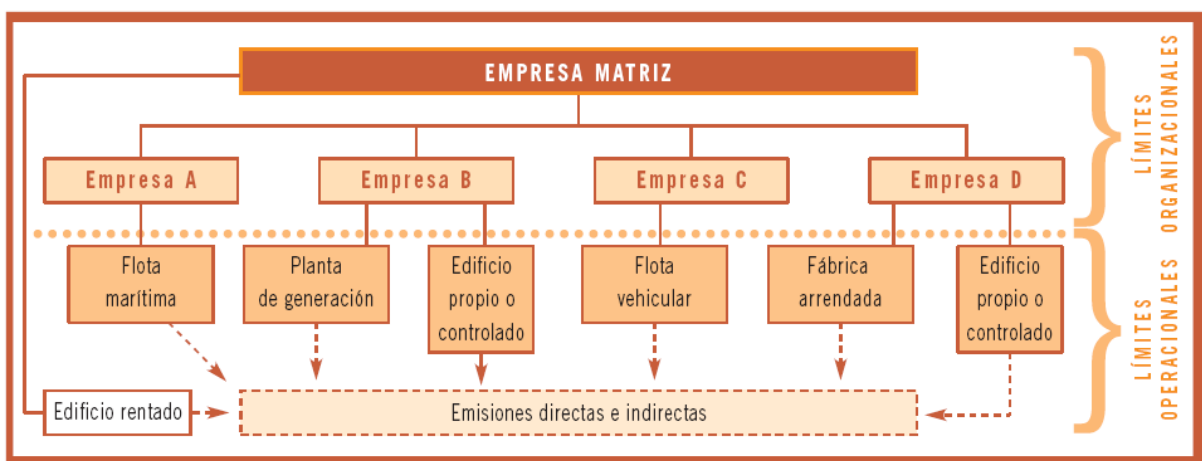 EMPRESA MATRIZ
Empresa A
Empresa B
Empresa C
Empresa D
LÍMITES
ORGANIZACIONALES
Flota
marítima
Planta
de generación
Edificio
propio o
controlado
Flota
vehicular
Fábrica
arrendada
Edificio
propio o
controlado
LÍMITES
OPERACIONALES
Edificio rentado
Emisiones directas e indirectas